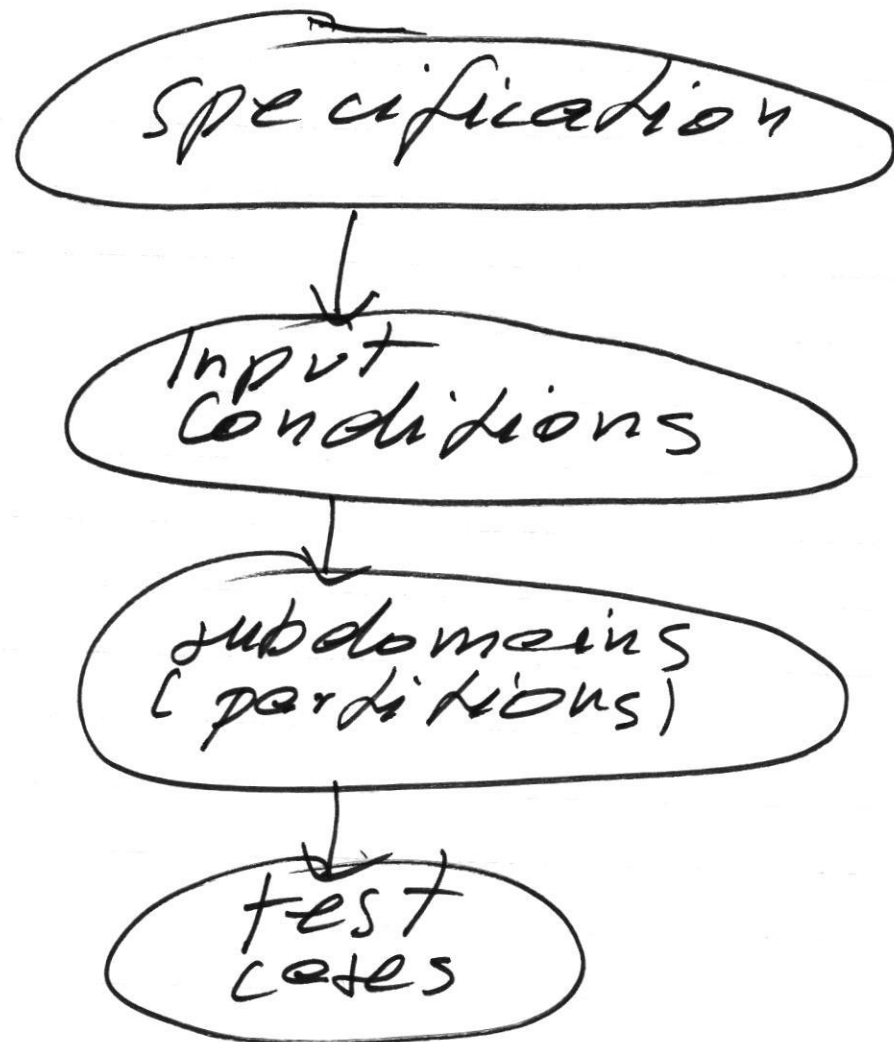 specification
Input
Conditions
subdomains
(partitions)
test
cases